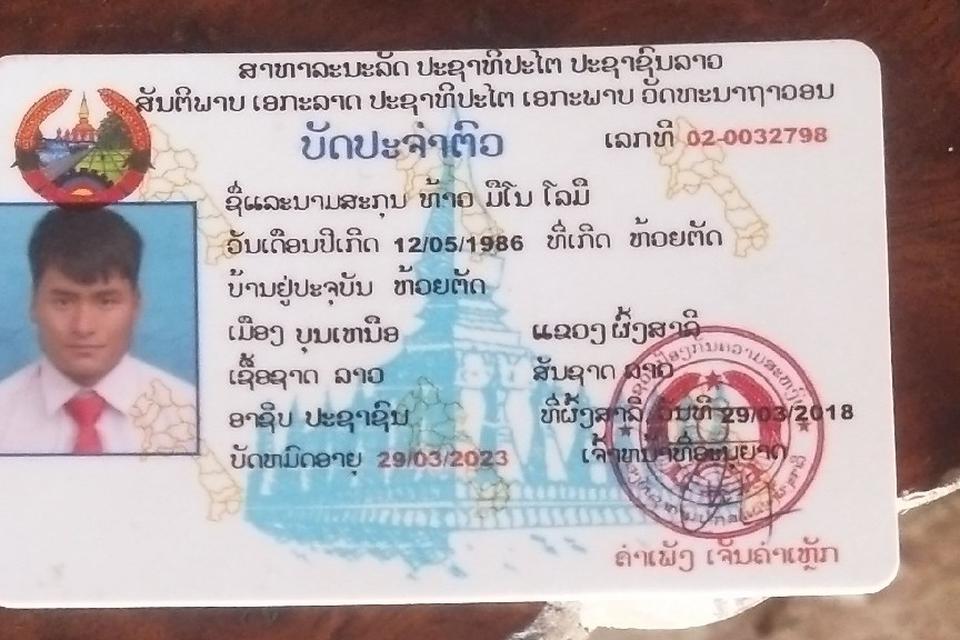 ສາທາລະນະລັດ ປະຊາທິປະໄຕ ປະຊາຊົນລາວ
ສັນຕິພາບ ເອກະລາດ ປະຊາທິປະໄຕ ເອກະພາບ ວັດທະນາຖາວອນ
ບັດປະຈຳຕົວ ເລກທີ 02-0032798
ຊື່ແລະນາມສະກຸນ ທ້າວ ມືໂນ ໂລມື
ວັນເດືອນປີເກີດ 12/05/1986 ທີ່ເກີດ ຫ້ວຍຕັດ
ບ້ານຢູ່ປະຈຸບັນ ຫ້ວຍຕັດ
ເມືອງ ບຸນເຫນືອ ແຂວງ ຜົ້ງສາລີ
ເຊື້ອຊາດ ລາວ ສັນຊາດ ລາວ
ອາຊີບ ປະຊາຊົນ ທີ່ຜົ້ງສາລີ ວັນທີ 29/03/2018
ບັດຫມົດອາຍຸ 29/03/2023 ເຈົ້າຫນ້າທີ່ອະນຸຍາດ
ຄຳເພັງ ເຈັນຄຳເຫຼັກ